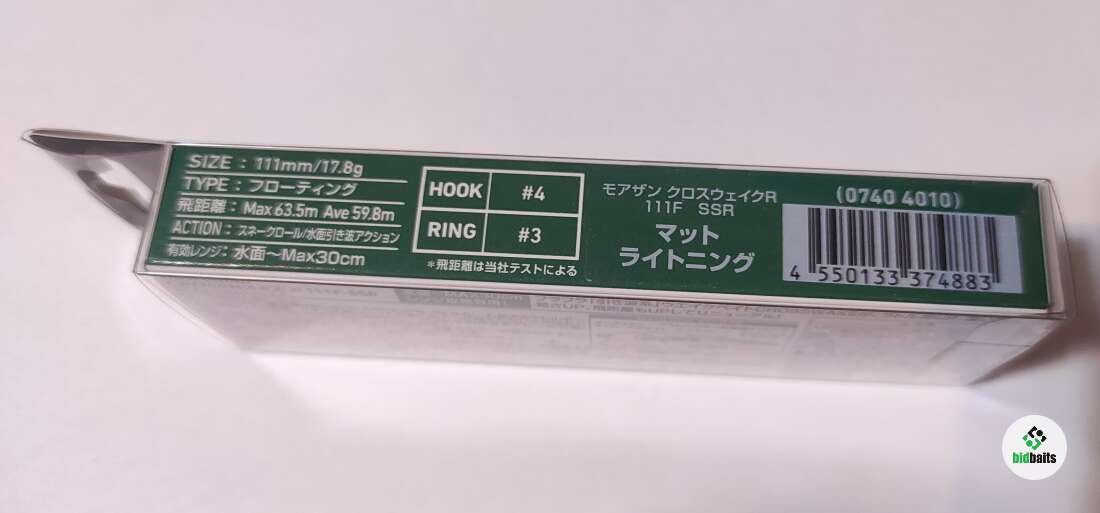 SIZE : 111mm/17.8g
TYPE : フローティング
飛距離 : Max 63.5m Ave 59.8m
ACTION : スネークロール/水面引き波アクション
有効レンジ : 水面～Max30cm
HOOK #4
RING #3
*飛距離は当社テストによる
モアザン クロスウェイクR
111F SSR
マット
ライトニング
(0740 4010)
4 550133 374883
bidbaits